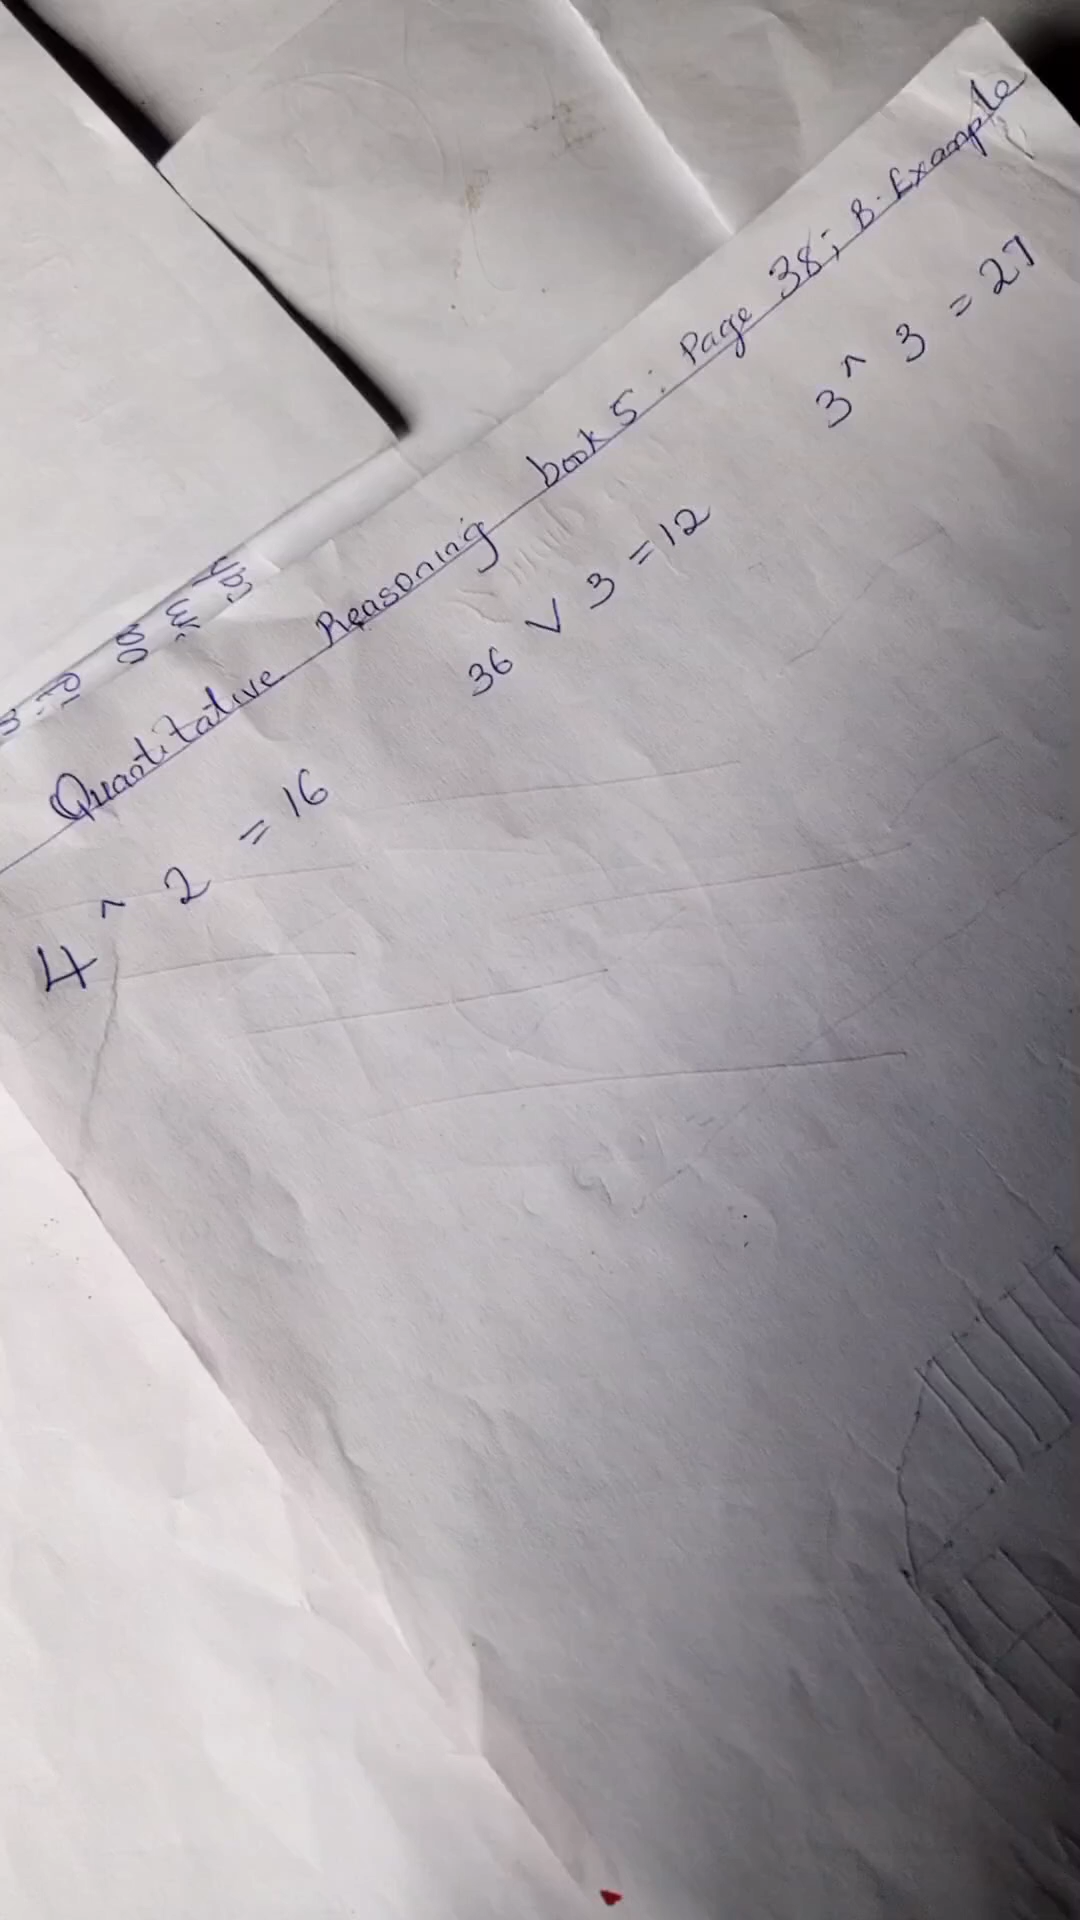 Quantitative Reasoning book 5: Page 38; B. Example
4 ^ 2 = 16
36 V 3 = 12
3 ^ 3 = 27